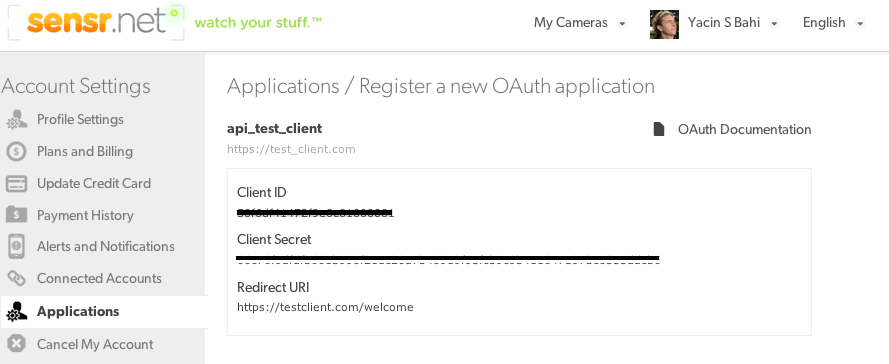 sensr.net watch your stuff.™
My Cameras
Yacin S Bahi
English
Account Settings
Profile Settings
Plans and Billing
Update Credit Card
Payment History
Alerts and Notifications
Connected Accounts
Applications
Cancel My Account
Applications / Register a new OAuth application
api_test_client
https://test_client.com
OAuth Documentation
Client ID
Client Secret
Redirect URI
https://testclient.com/welcome